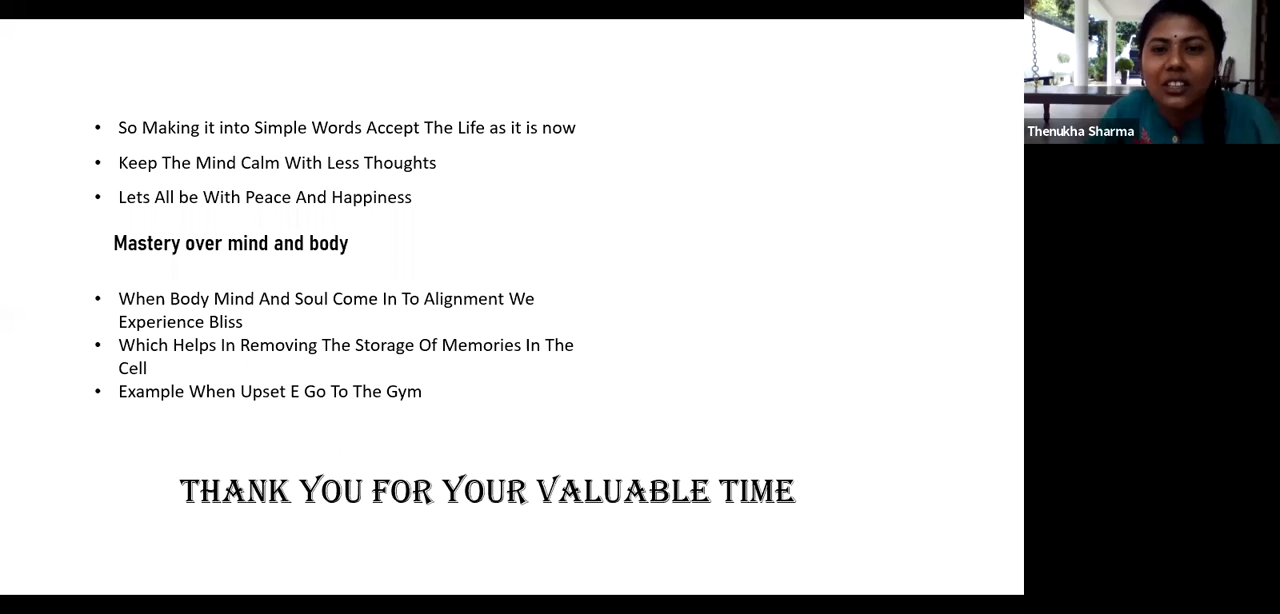 • So Making it into Simple Words Accept The Life as it is now
• Keep The Mind Calm With Less Thoughts
• Lets All be With Peace And Happiness
Mastery over mind and body
• When Body Mind And Soul Come In To Alignment We
Experience Bliss
• Which Helps In Removing The Storage Of Memories In The
Cell
• Example When Upset E Go To The Gym
THANK YOU FOR YOUR VALUABLE TIME
Thenukha Sharma